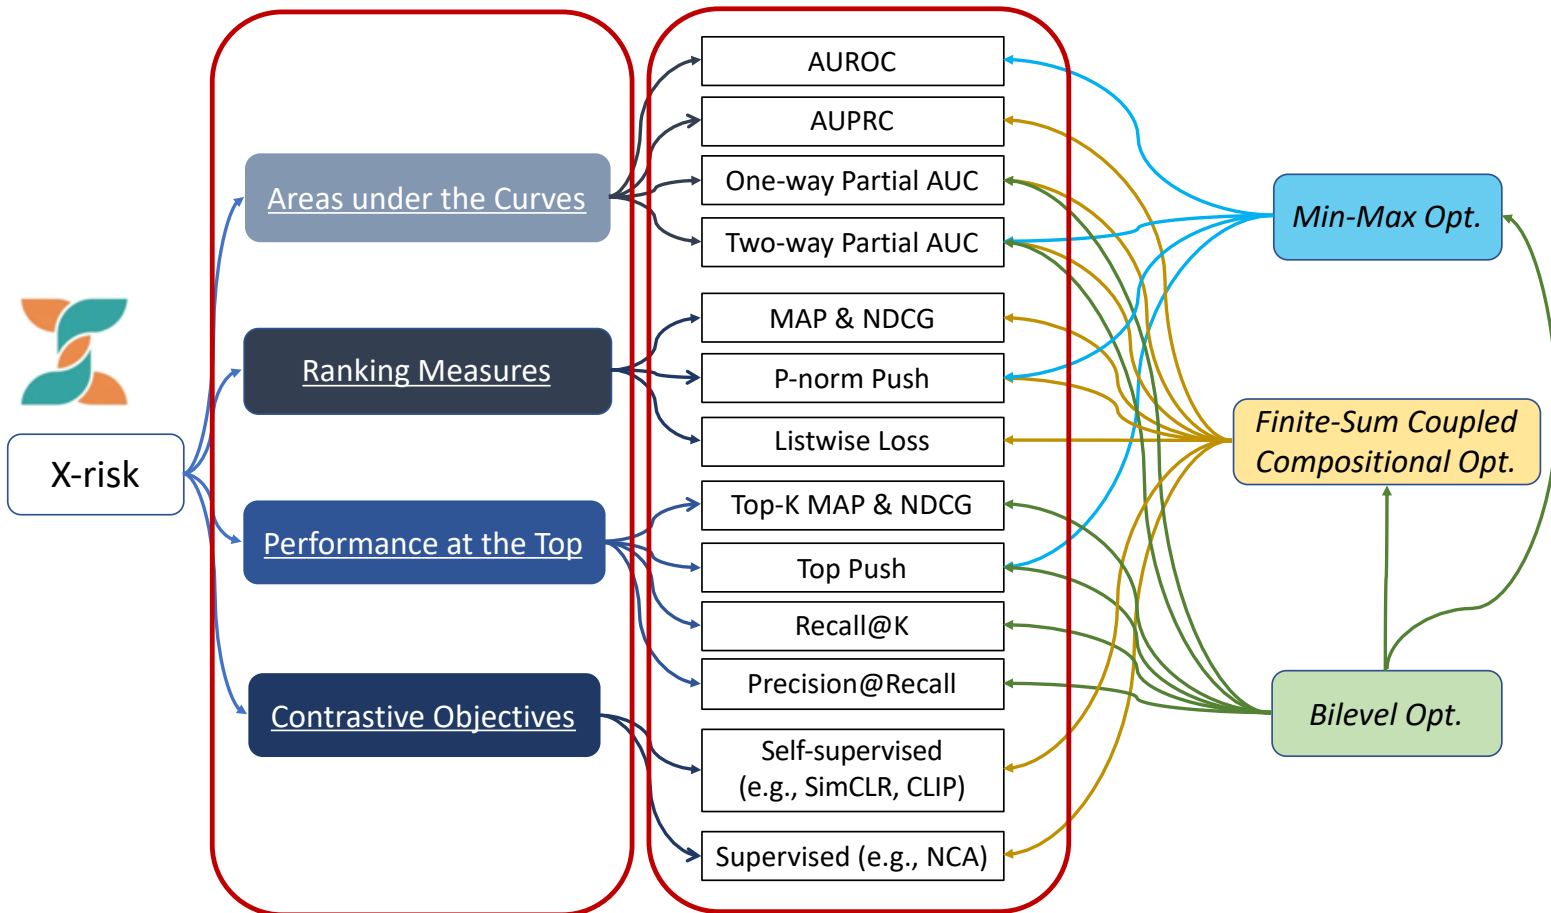 X-risk
Areas under the Curves
Ranking Measures
Performance at the Top
Contrastive Objectives
AUROC
AUPRC
One-way Partial AUC
Two-way Partial AUC
MAP & NDCG
P-norm Push
Listwise Loss
Top-K MAP & NDCG
Top Push
Recall@K
Precision@Recall
Self-supervised
(e.g., SimCLR, CLIP)
Supervised (e.g., NCA)
Min-Max Opt.
Finite-Sum Coupled
Compositional Opt.
Bilevel Opt.